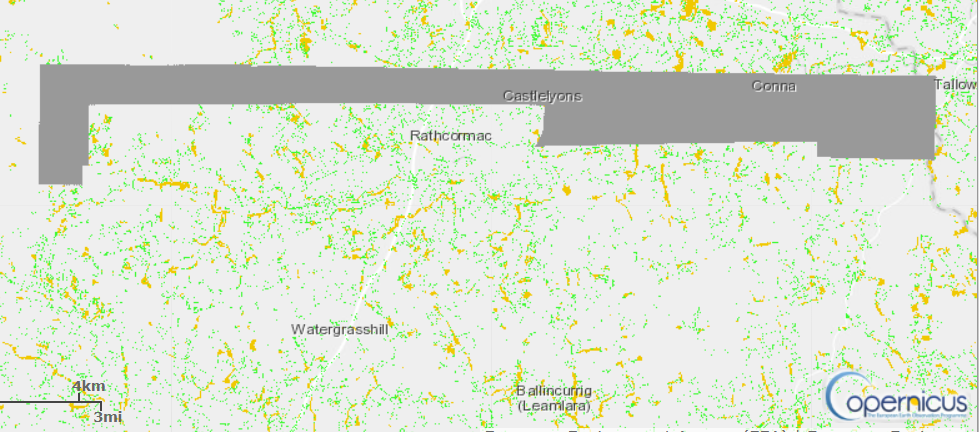 Conna
Tallow
Castlelyons
Rathcormac
Watergrasshill
4km
3mi
Ballincurrig
(Leamlara)
opernicus